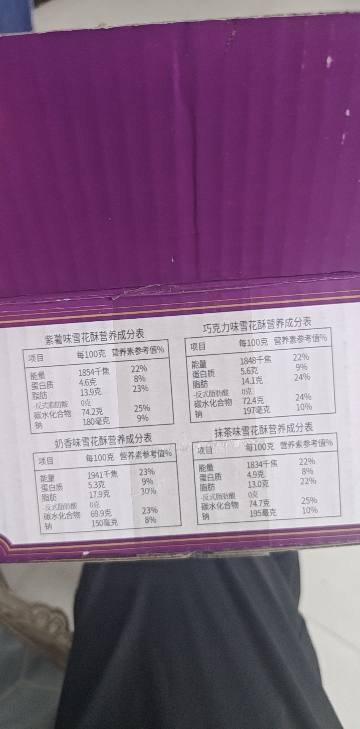 紫薯味雪花酥营养成分表
项目 每100克 营养素参考值%
能量 1854千焦 22%
蛋白质 4.6克 8%
脂肪 13.9克 23%
-反式脂肪酸 0克
碳水化合物 74.2克 25%
钠 180毫克 9%
巧克力味雪花酥营养成分表
项目 每100克 营养素参考值%
能量 1848千焦 22%
蛋白质 5.6克 9%
脂肪 14.1克 24%
-反式脂肪酸 0克
碳水化合物 72.4克 24%
钠 197毫克 10%
奶香味雪花酥营养成分表
项目 每100克 营养素参考值%
能量 1941千焦 23%
蛋白质 5.3克 9%
脂肪 17.9克 30%
-反式脂肪酸 0克
碳水化合物 69.9克 23%
钠 150毫克 8%
抹茶味雪花酥营养成分表
项目 每100克 营养素参考值%
能量 1834千焦 22%
蛋白质 4.9克 8%
脂肪 13.0克 22%
-反式脂肪酸 0克
碳水化合物 74.7克 25%
钠 195毫克 10%